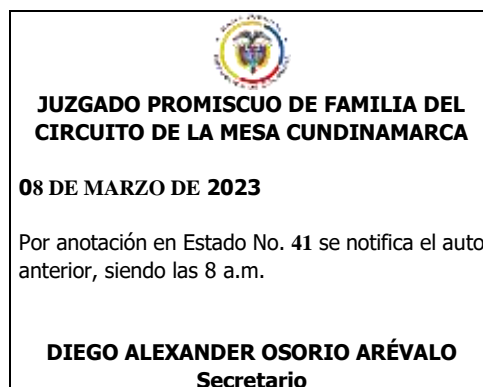 JUZGADO PROMISCUO DE FAMILIA DEL
CIRCUITO DE LA MESA CUNDINAMARCA
08 DE MARZO DE 2023
Por anotación en Estado No. 41 se notifica el auto
anterior, siendo las 8 a.m.
DIEGO ALEXANDER OSORIO ARÉVALO
Secretario